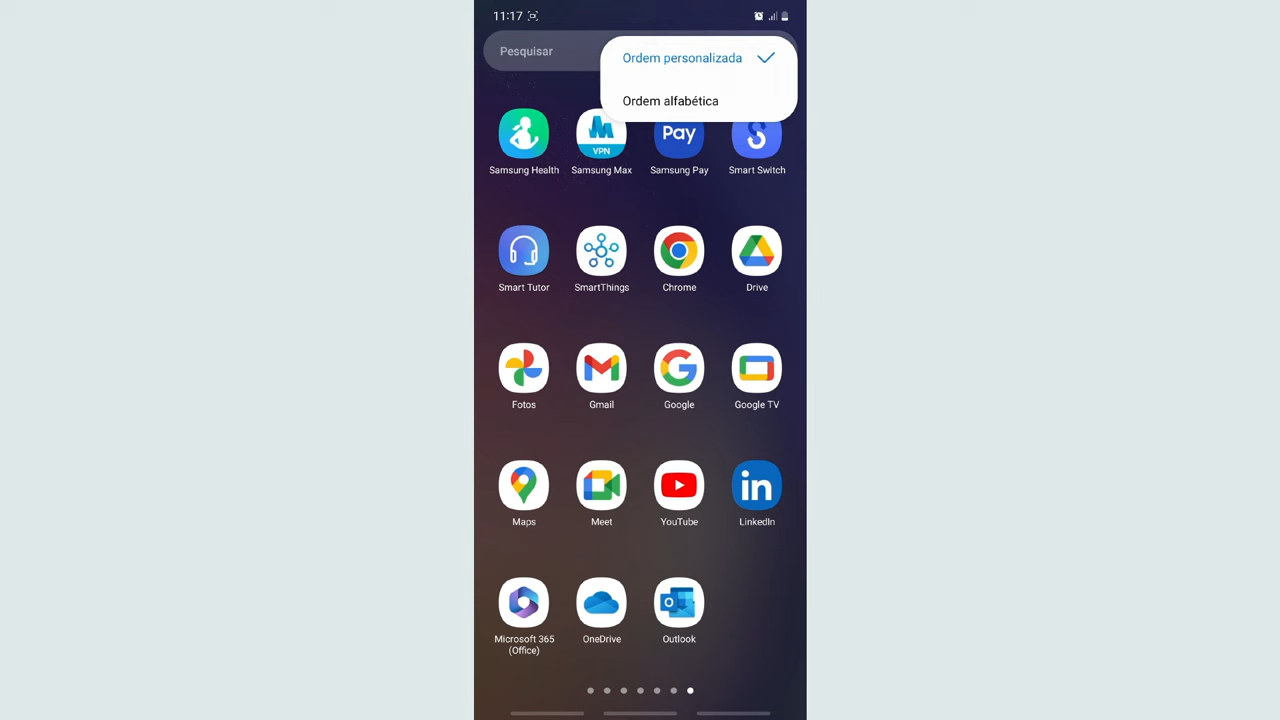 11:17
Pesquisar
Ordem personalizada
Ordem alfabética
VPN
Pay
Samsung Health
Samsung Max
Samsung Pay
Smart Switch
Smart Tutor
SmartThings
Chrome
Drive
Fotos
Gmail
Google
Google TV
Maps
Meet
YouTube
in
LinkedIn
Microsoft 365
(Office)
OneDrive
Outlook